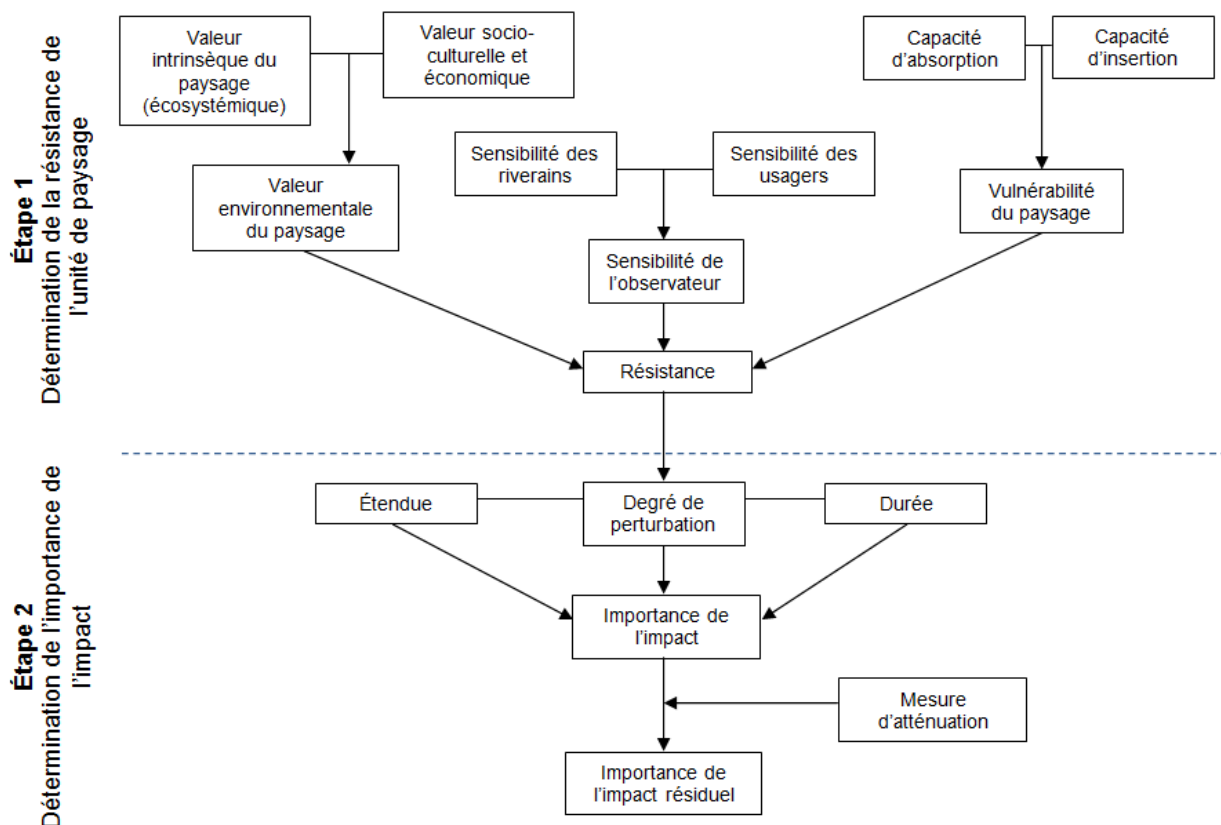 Étape 1
Détermination de la résistance de
l'unité de paysage
Valeur
intrinsèque du
paysage
(écosystémique)
Valeur socio-
culturelle et
économique
Capacité
d'absorption
Capacité
d'insertion
Sensibilité des
riverains
Sensibilité des
usagers
Valeur
environnementale
du paysage
Vulnérabilité
du paysage
Sensibilité de
l'observateur
Résistance
Étape 2
Détermination de l'importance de
l'impact
Étendue
Degré de
perturbation
Durée
Importance de
l'impact
Mesure
d'atténuation
Importance de
l'impact résiduel